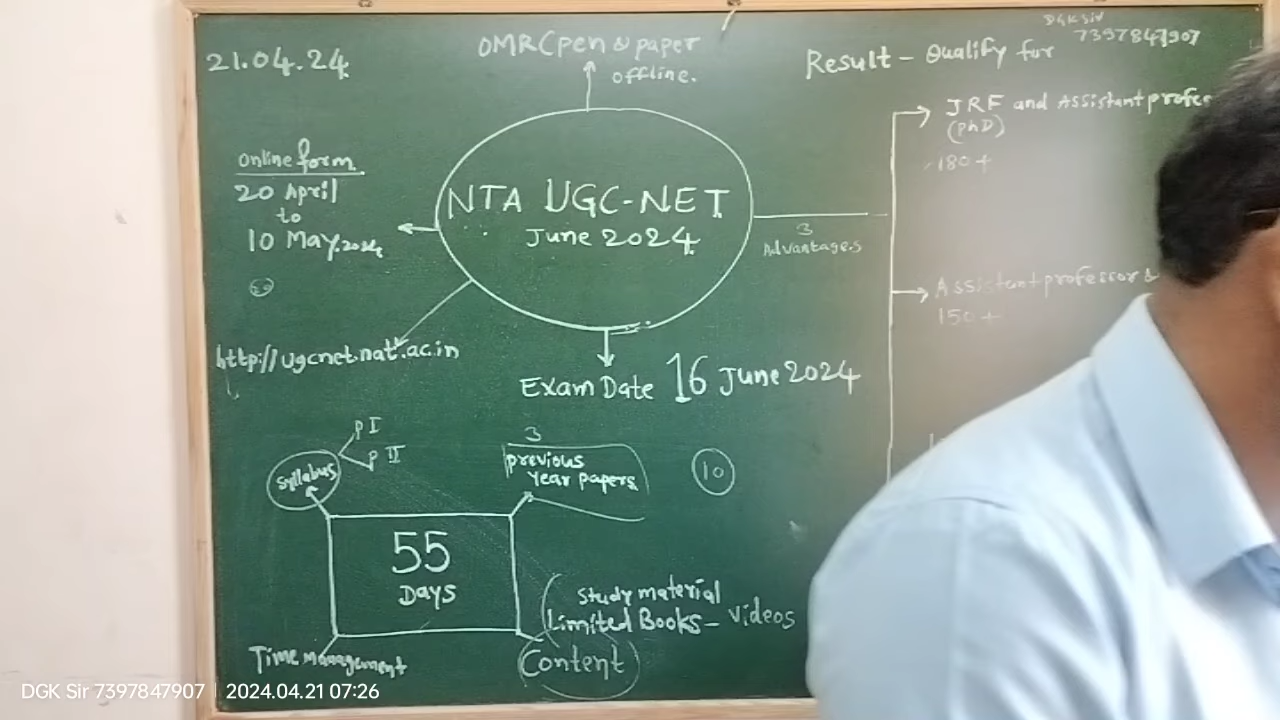 21.04.24
OMR (pen & paper
offline.
DGK Sir
7397847907
Result - Qualify for
JRF and Assistant profes
(PhD)
180+
Online form
20 April
to
10 May.2024
NTA UGC-NET
June 2024
3
Advantages
Assistant professor &
150+
http://ugcnet.nat.ac.in
Exam Date 16 June 2024
Syllabus
P I
P II
3
previous
Year papers
10
55
Days
Study material
Limited Books - videos
Content
Time management
DGK Sir 7397847907 | 2024.04.21 07:26